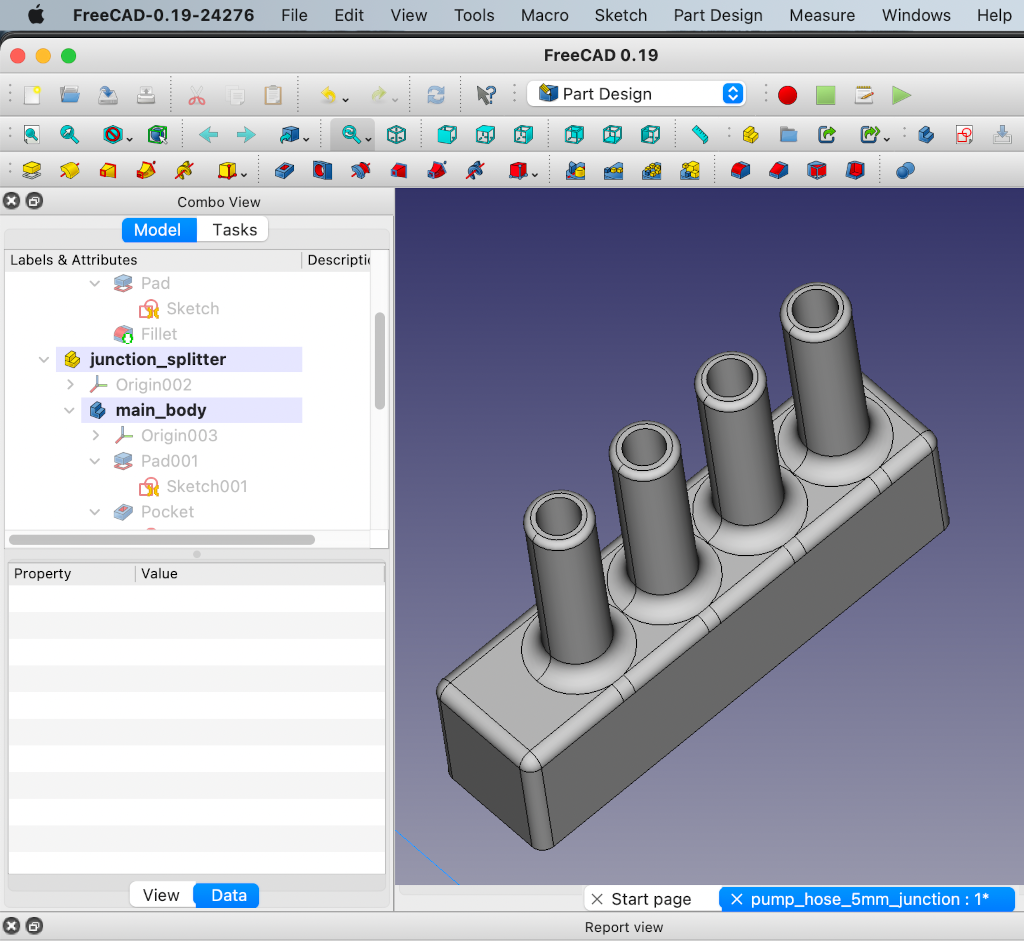 FreeCAD-0.19-24276 File Edit View Tools Macro Sketch Part Design Measure Windows Help
FreeCAD 0.19
Part Design
Combo View
Model Tasks
Labels & Attributes Descripti
Pad
Sketch
Fillet
junction_splitter
Origin002
main_body
Origin003
Pad001
Sketch001
Pocket
Property Value
View Data
Start page pump_hose_5mm_junction : 1*
Report view